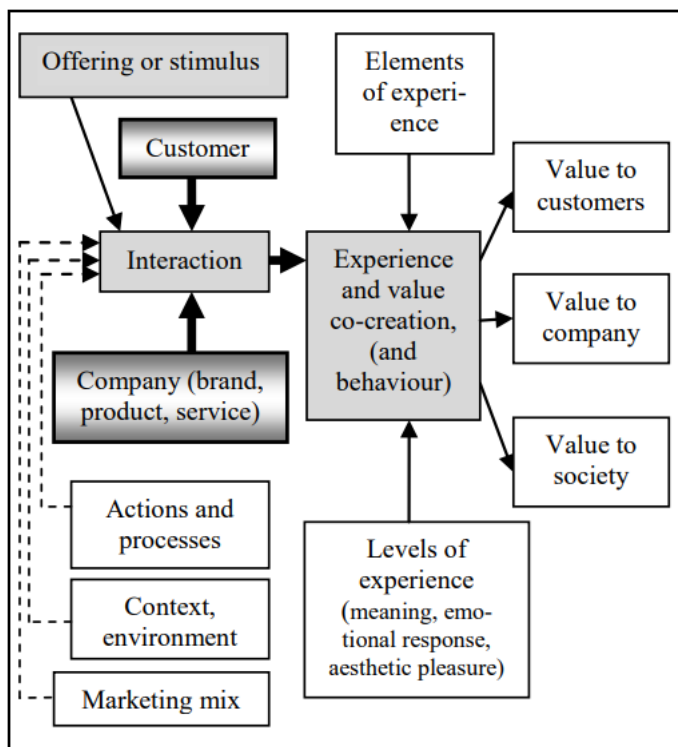 Offering or stimulus
Customer
Interaction
Company (brand,
product, service)
Actions and
processes
Context,
environment
Marketing mix
Elements
of experi-
ence
Experience
and value
co-creation,
(and
behaviour)
Levels of
experience
(meaning, emo-
tional response,
aesthetic pleasure)
Value to
customers
Value to
company
Value to
society